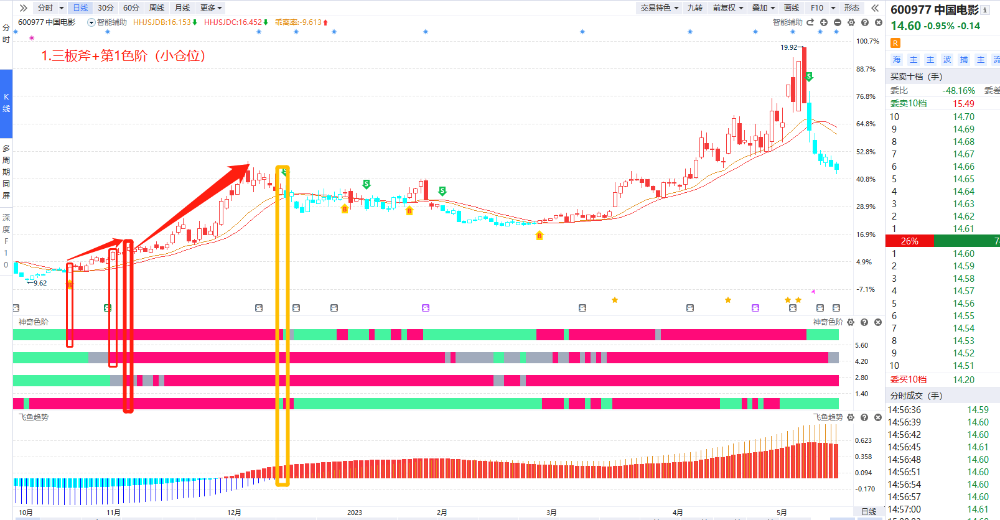 分时 日线 30分 60分 周线 月线 更多 交易特色 九转 前复权 叠加 画线 F10 形态
600977 中国电影
14.60 -0.95% -0.14
R
海 主 主 波 捕 主 流
600977 中国电影 智能辅助 HHJSJDB:16.153 HHJSJDC:16.452 乖离率:-9.613 智能辅助
1.三板斧+第1色阶（小仓位）
分时
K线
多周期同屏
深度F10
19.92
9.62
S
S
S
S
B
B
B
B
100.7%
88.7%
76.8%
64.8%
52.8%
40.8%
28.9%
16.9%
4.9%
-7.1%
神奇色阶 神奇色阶
5.60
4.20
2.80
1.40
飞鱼趋势 飞鱼趋势
0.623
0.358
0.094
-0.170
10月 11月 12月 2023 2月 3月 4月 5月 日线
买卖十档（手）
委比 -48.16% 委差
委卖10档 15.49
10 14.70
9 14.69
8 14.68
7 14.67
6 14.66
5 14.65
4 14.64
3 14.63
2 14.62
1 14.61
26% 7
1 14.60
2 14.59
3 14.58
4 14.57
5 14.56
6 14.55
7 14.54
8 14.53
9 14.52
10 14.51
委买10档 14.20
分时成交（手）
14:56:36 14.59
14:56:39 14.60
14:56:42 14.60
14:56:45 14.61
14:56:48 14.60
14:56:51 14.60
14:56:54 14.60
14:56:57 14.60
14:57:00 14.61